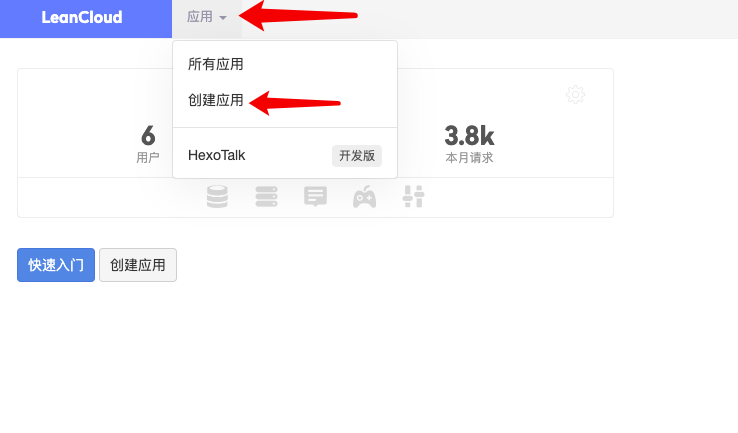 LeanCloud
应用
所有应用
创建应用
HexoTalk 开发版
6
用户
3.8k
本月请求
快速入门
创建应用